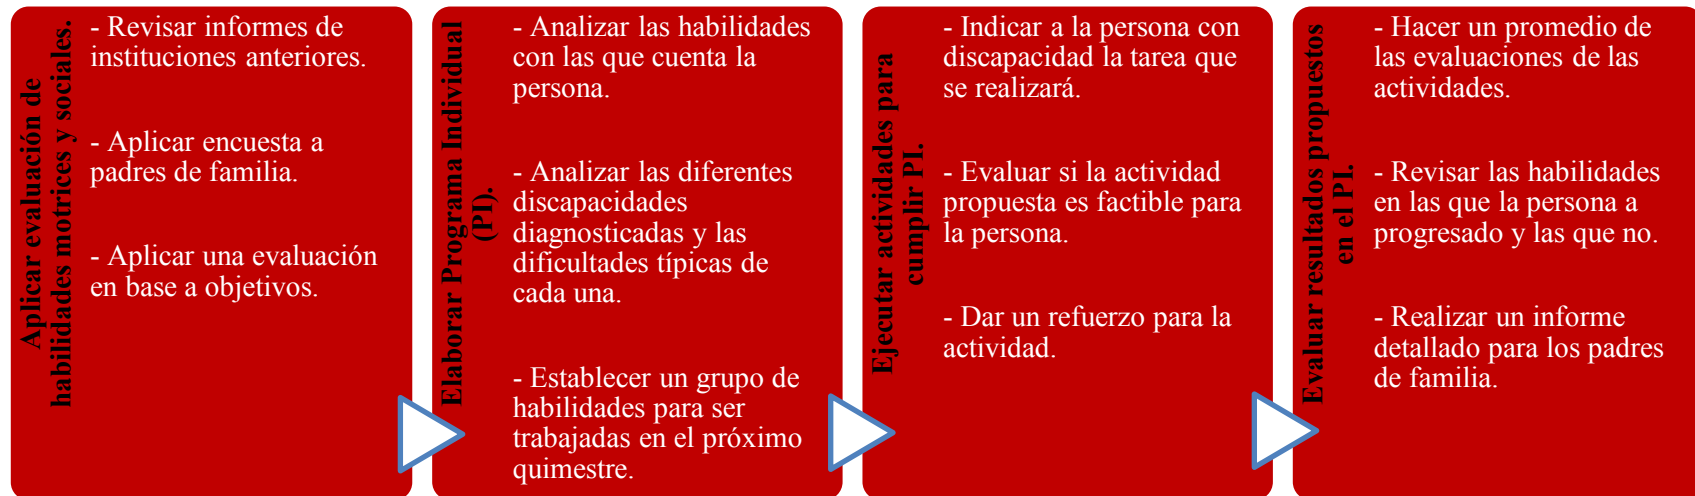 Aplicar evaluación de
habilidades motrices y sociales.
- Revisar informes de
instituciones anteriores.
- Aplicar encuesta a
padres de familia.
- Aplicar una evaluación
en base a objetivos.
Elaborar Programa Individual
(PI).
- Analizar las habilidades
con las que cuenta la
persona.
- Analizar las diferentes
discapacidades
diagnosticadas y las
dificultades típicas de
cada una.
- Establecer un grupo de
habilidades para ser
trabajadas en el próximo
quimestre.
Ejecutar actividades para
cumplir PI.
- Indicar a la persona con
discapacidad la tarea que
se realizará.
- Evaluar si la actividad
propuesta es factible para
la persona.
- Dar un refuerzo para la
actividad.
Evaluar resultados propuestos
en el PI.
- Hacer un promedio de
las evaluaciones de las
actividades.
- Revisar las habilidades
en las que la persona a
progresado y las que no.
- Realizar un informe
detallado para los padres
de familia.